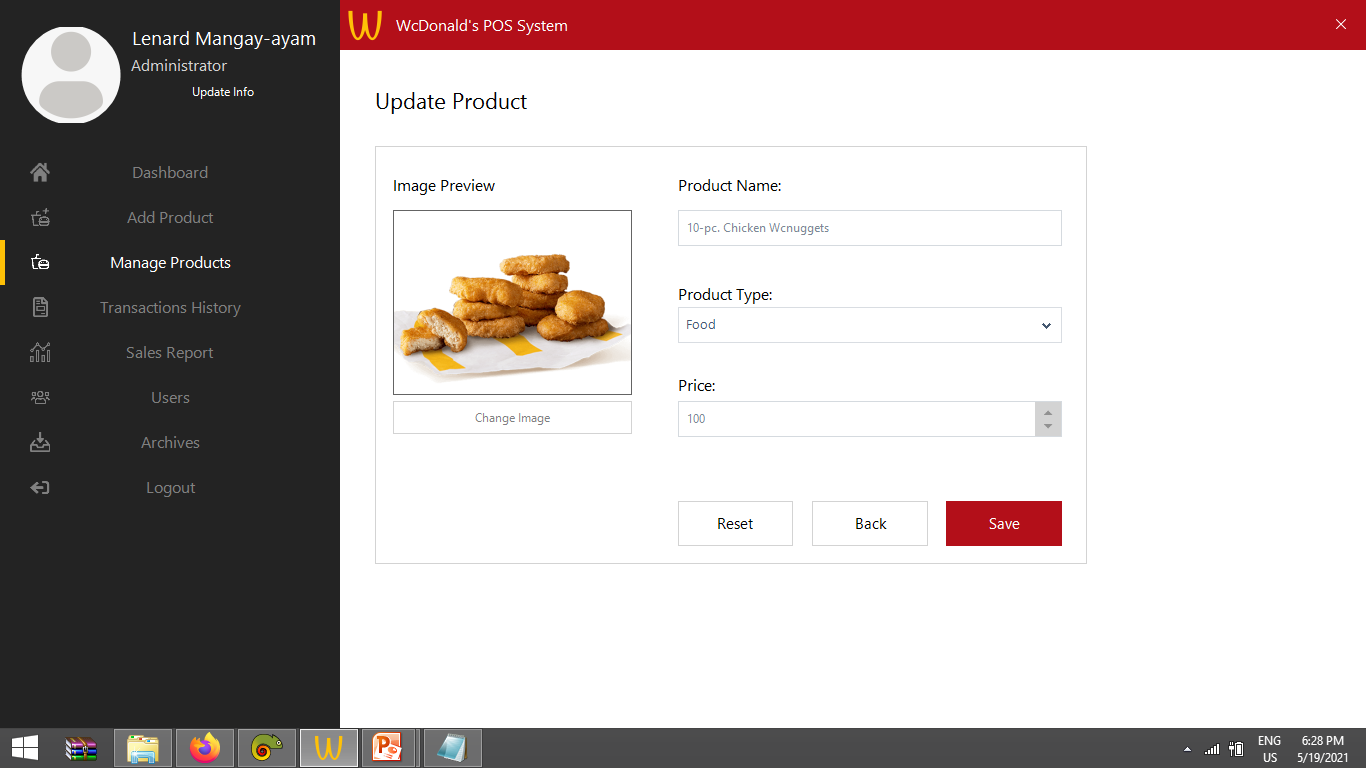 Lenard Mangay-ayam
Administrator
Update Info
Dashboard
Add Product
Manage Products
Transactions History
Sales Report
Users
Archives
Logout
WcDonald's POS System
Update Product
Image Preview
Change Image
Product Name:
10-pc. Chicken Wcnuggets
Product Type:
Food
Price:
100
Reset
Back
Save
ENG
US
6:28 PM
5/19/2021